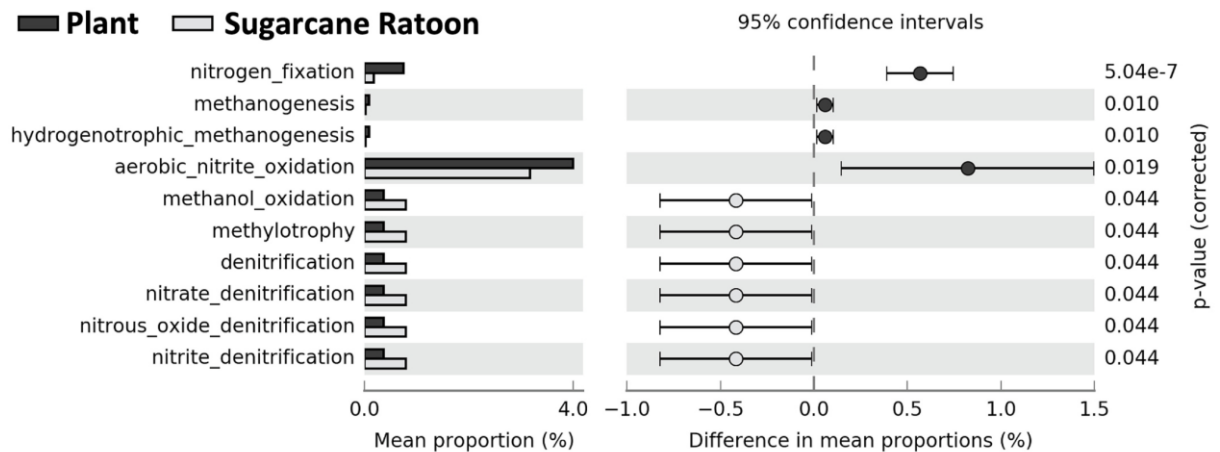 Plant Sugarcane Ratoon
95% confidence intervals
nitrogen_fixation 5.04e-7
methanogenesis 0.010
hydrogenotrophic_methanogenesis 0.010
aerobic_nitrite_oxidation 0.019
methanol_oxidation 0.044
methylotrophy 0.044
denitrification 0.044
nitrate_denitrification 0.044
nitrous_oxide_denitrification 0.044
nitrite_denitrification 0.044
p-value (corrected)
0.0 4.0 −1.0 −0.5 0.0 0.5 1.0 1.5
Mean proportion (%) Difference in mean proportions (%)